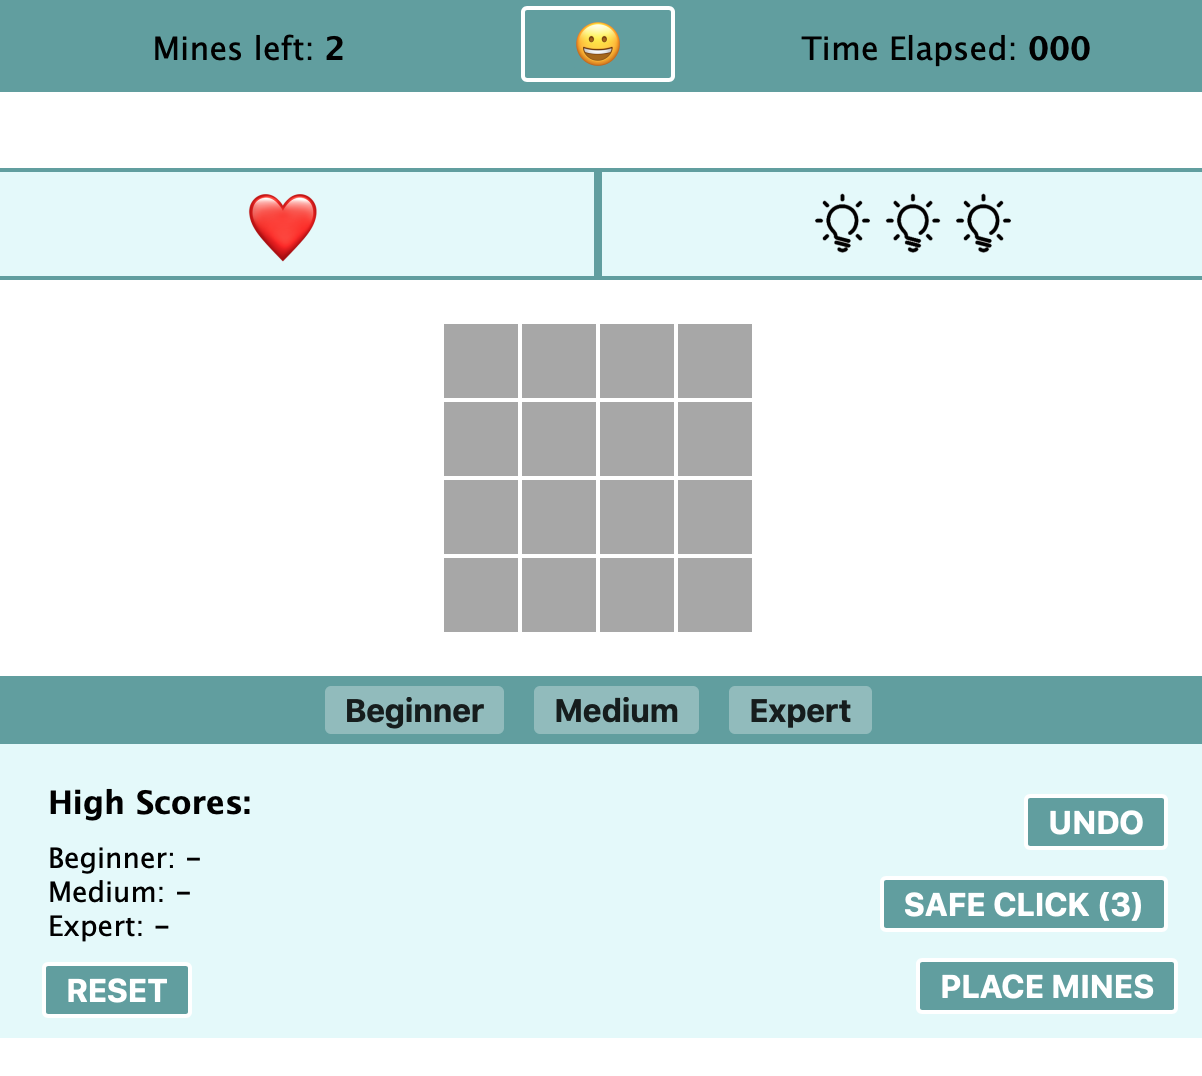 Mines left: 2
Time Elapsed: 000
Beginner
Medium
Expert
High Scores:
Beginner: –
Medium: –
Expert: –
RESET
UNDO
SAFE CLICK (3)
PLACE MINES